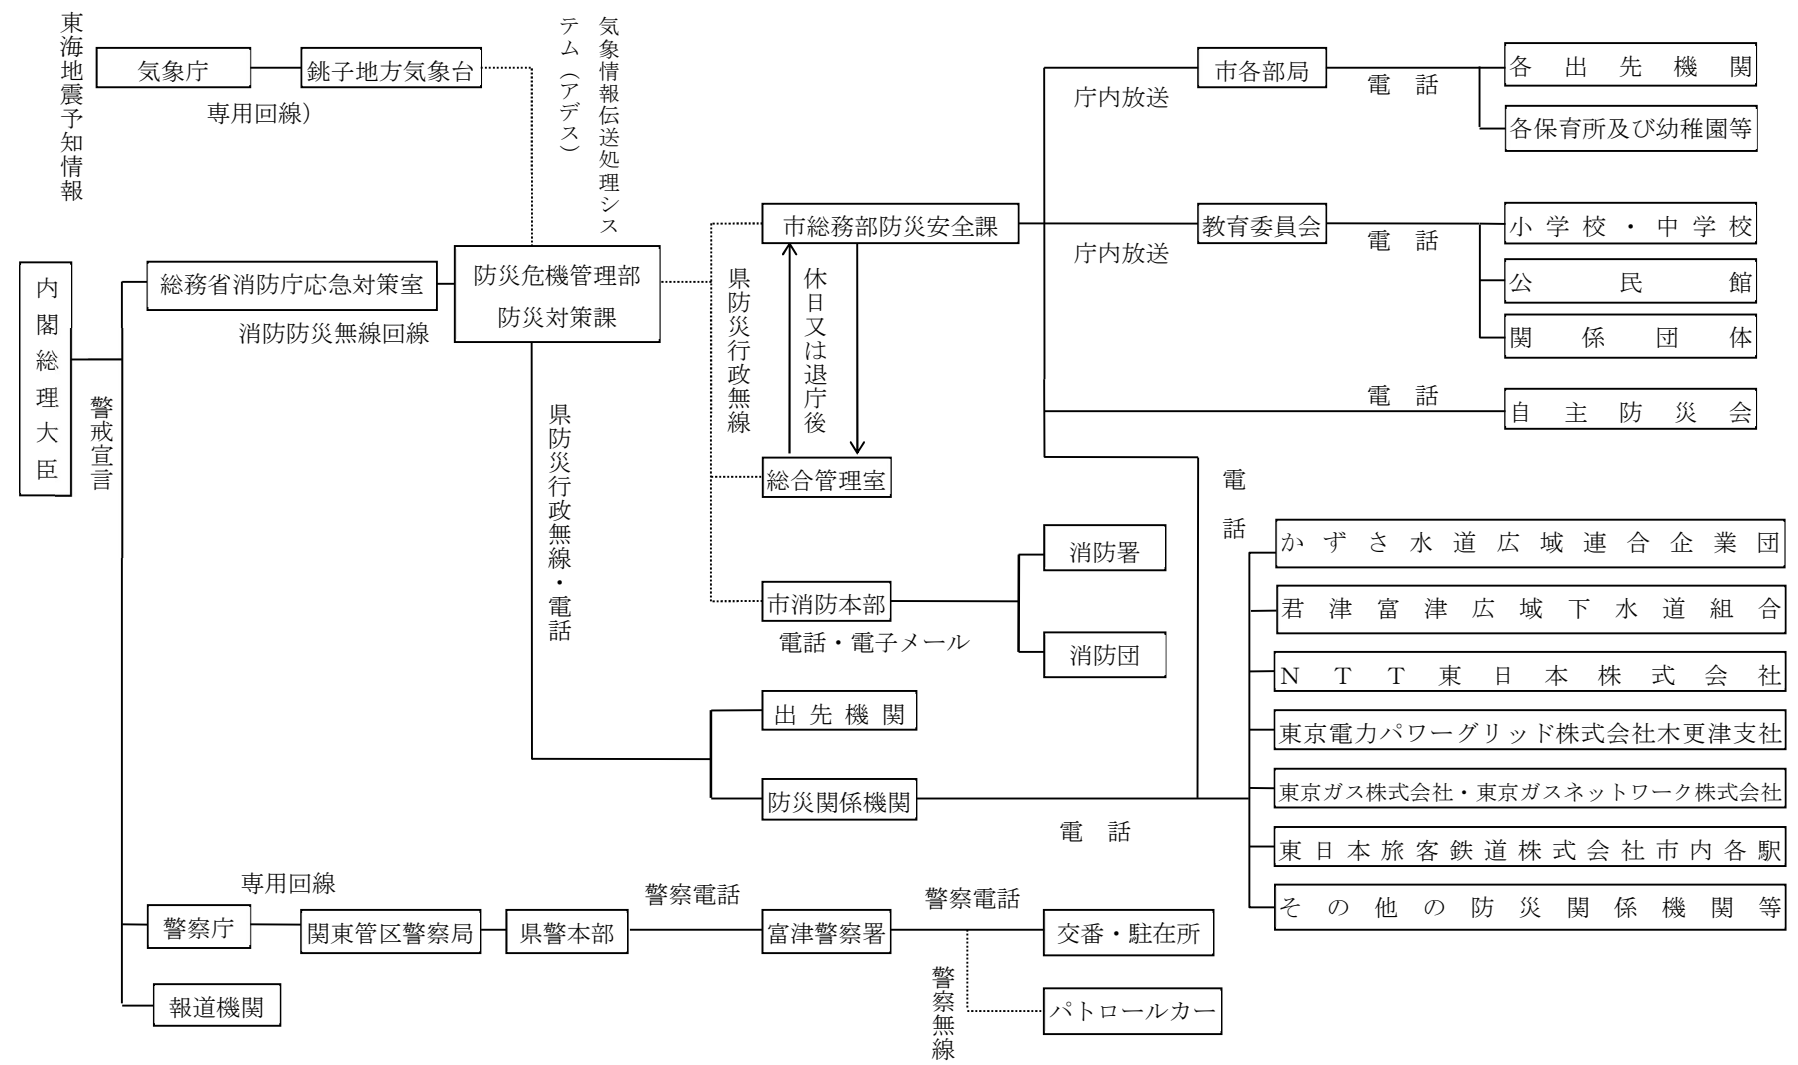 東海地震予知情報
気象庁
銚子地方気象台
専用回線）
気象情報伝送処理シス
テム（アデス）
内閣総理大臣
警戒宣言
総務省消防庁応急対策室
消防防災無線回線
防災危機管理部
防災対策課
県防災行政無線・電話
県防災行政無線
市総務部防災安全課
休日又は退庁後
総合管理室
市消防本部
電話・電子メール
消防署
消防団
出先機関
防災関係機関
電　話
庁内放送
市各部局
電　話
各出先機関
各保育所及び幼稚園等
庁内放送
教育委員会
電　話
小学校・中学校
公民館
関係団体
電　話
自主防災会
電　話
かずさ水道広域連合企業団
君津富津広域下水道組合
ＮＴＴ東日本株式会社
東京電力パワーグリッド株式会社木更津支社
東京ガス株式会社・東京ガスネットワーク株式会社
東日本旅客鉄道株式会社市内各駅
その他の防災関係機関等
警察庁
専用回線
関東管区警察局
県警本部
警察電話
富津警察署
警察電話
交番・駐在所
警察無線
パトロールカー
報道機関